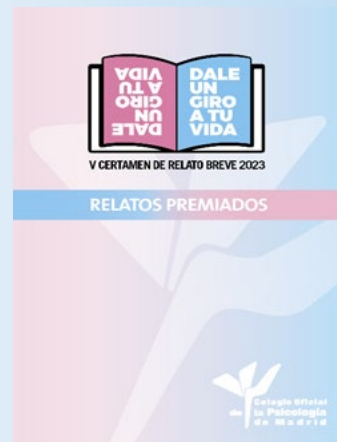 DALE
UN
GIRO
A TU
VIDA
DALE
UN
GIRO
A TU
VIDA
V CERTAMEN DE RELATO BREVE 2023
RELATOS PREMIADOS
Colegio Oficial
de la Psicología
de Madrid